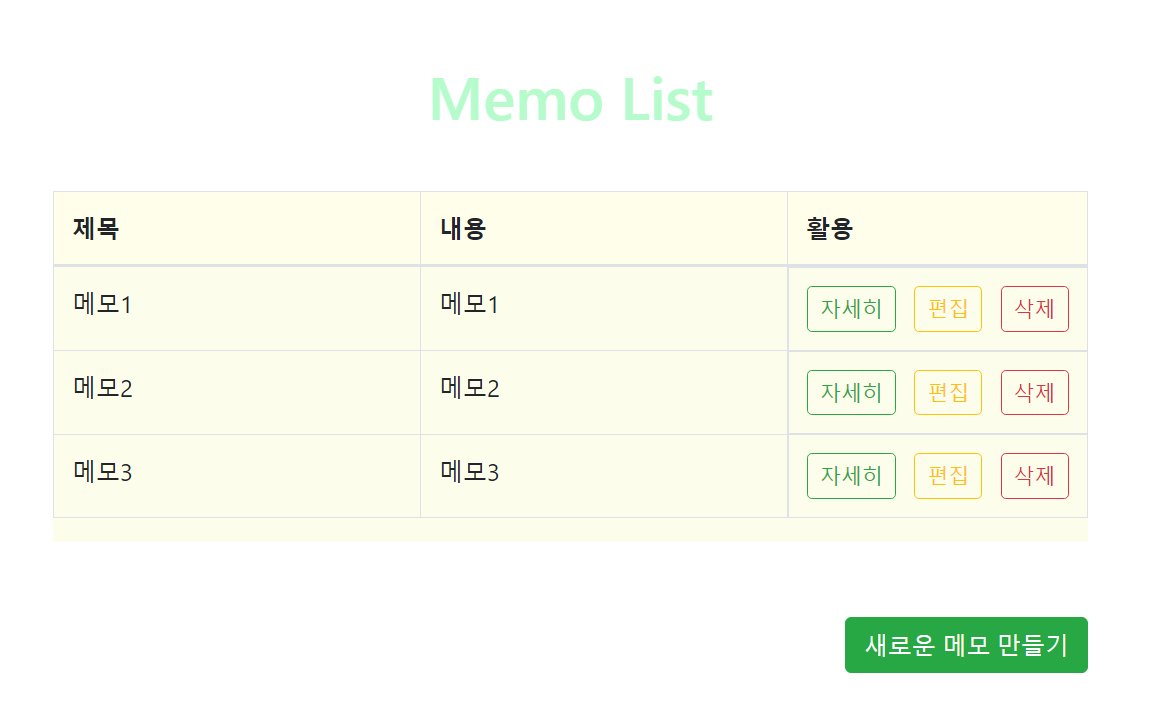 Memo List
제목 내용 활용
메모1 메모1 자세히 편집 삭제
메모2 메모2 자세히 편집 삭제
메모3 메모3 자세히 편집 삭제
새로운 메모 만들기